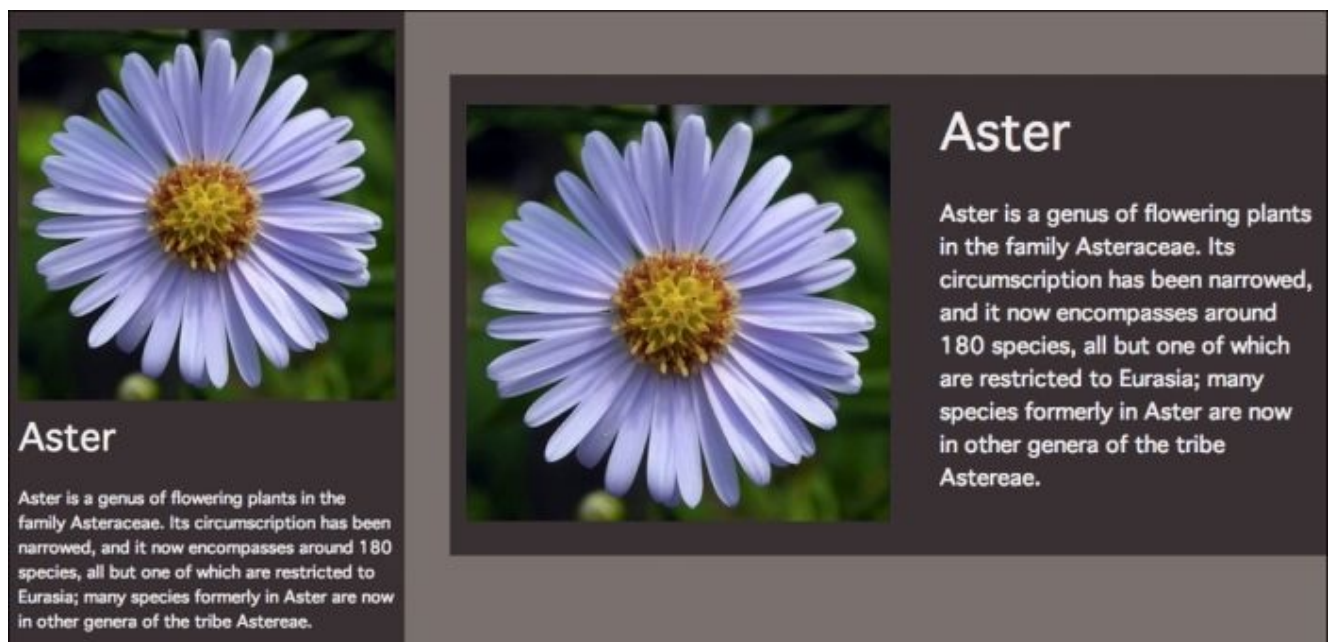 Aster
Aster is a genus of flowering plants in the
family Asteraceae. Its circumscription has been
narrowed, and it now encompasses around 180
species, all but one of which are restricted to
Eurasia; many species formerly in Aster are now
in other genera of the tribe Astereae.
Aster
Aster is a genus of flowering plants
in the family Asteraceae. Its
circumscription has been narrowed,
and it now encompasses around
180 species, all but one of which
are restricted to Eurasia; many
species formerly in Aster are now
in other genera of the tribe
Astereae.